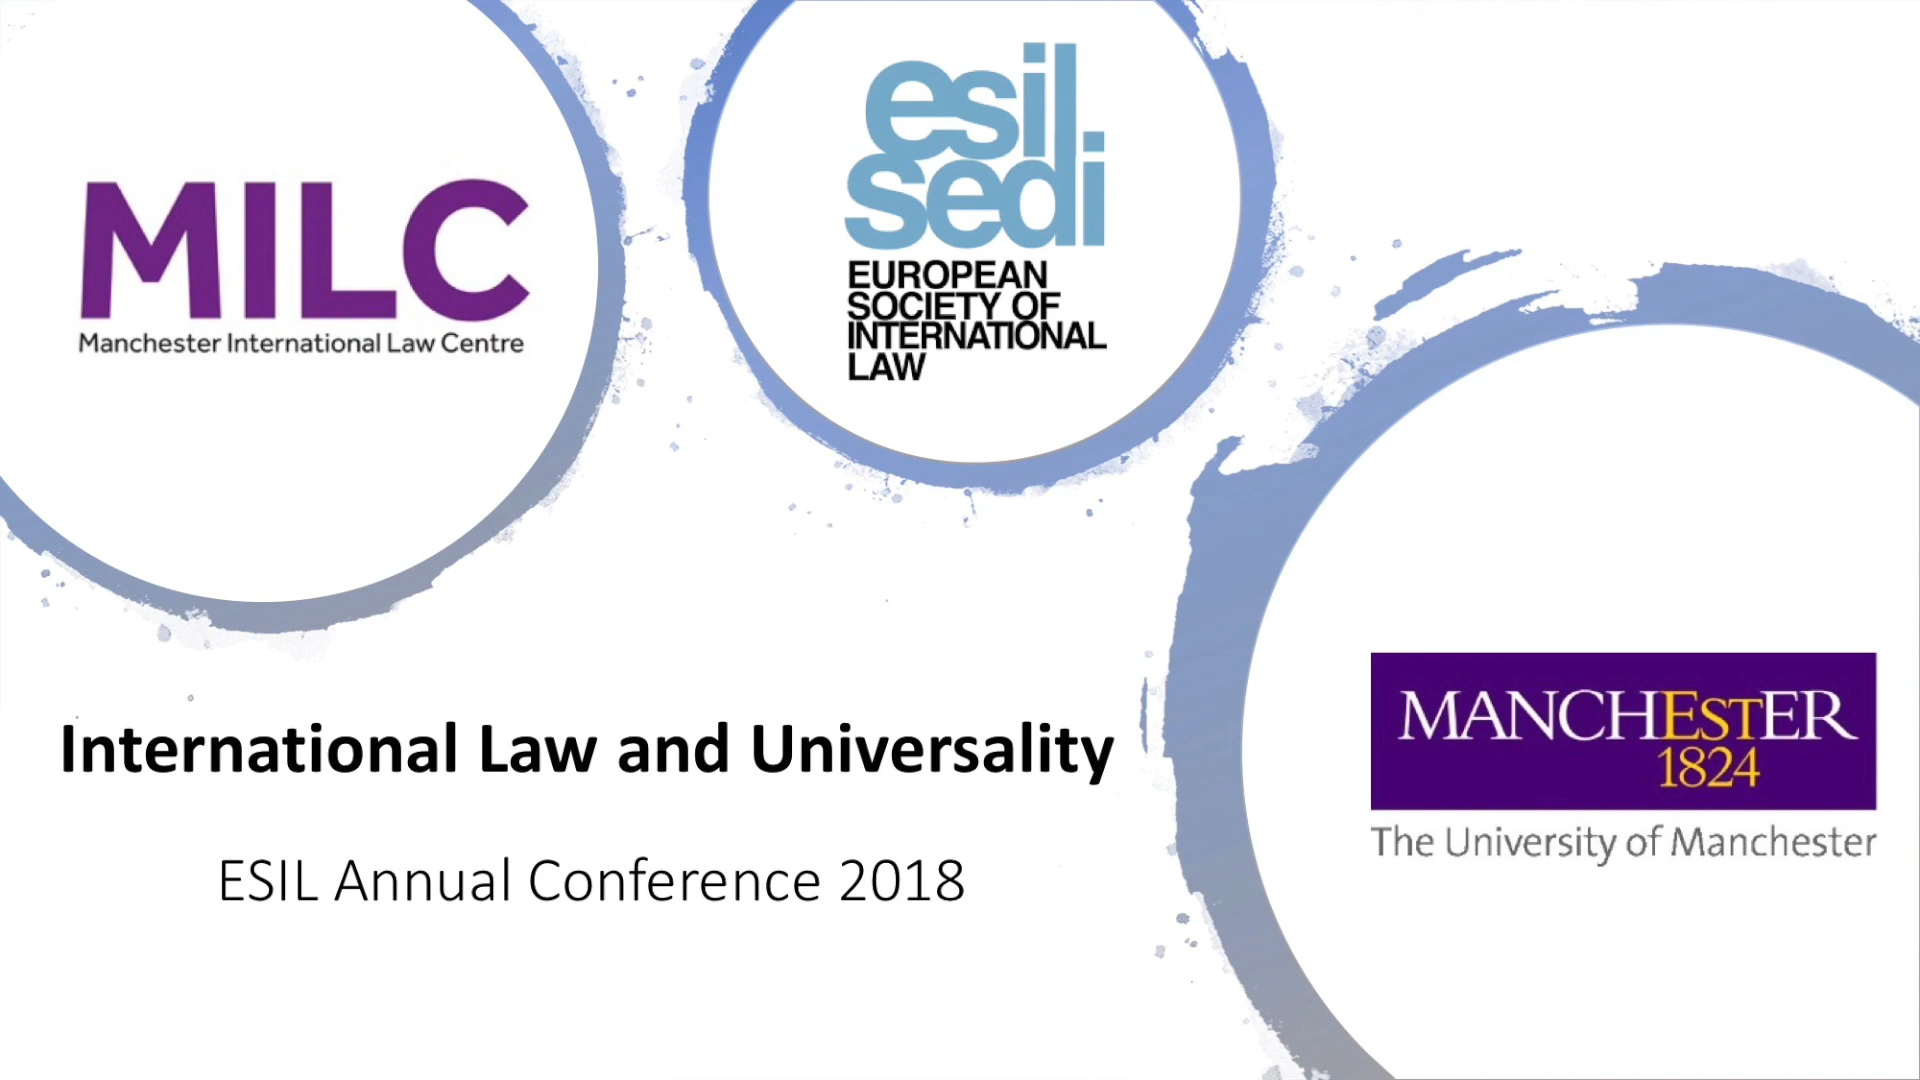 MILC
Manchester International Law Centre
esil
sedi
EUROPEAN
SOCIETY OF
INTERNATIONAL
LAW
International Law and Universality
ESIL Annual Conference 2018
MANCHEstER
1824
The University of Manchester